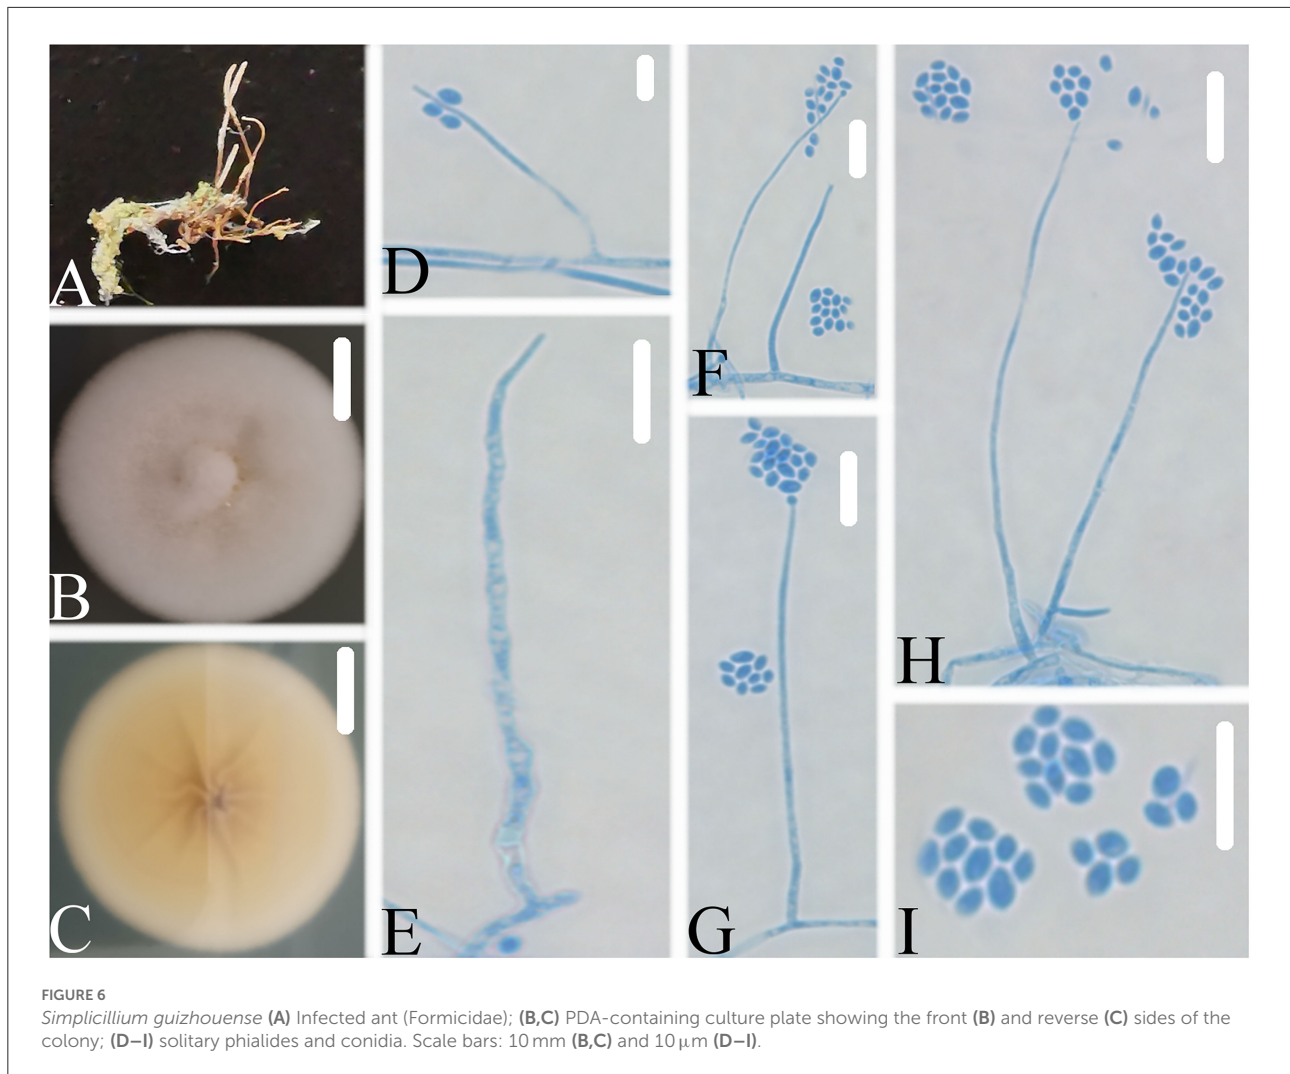 A
B
C
D
E
F
G
H
I
FIGURE 6
Simplicillium guizhouense (A) Infected ant (Formicidae); (B,C) PDA-containing culture plate showing the front (B) and reverse (C) sides of the
colony; (D–I) solitary phialides and conidia. Scale bars: 10 mm (B,C) and 10 μm (D–I).